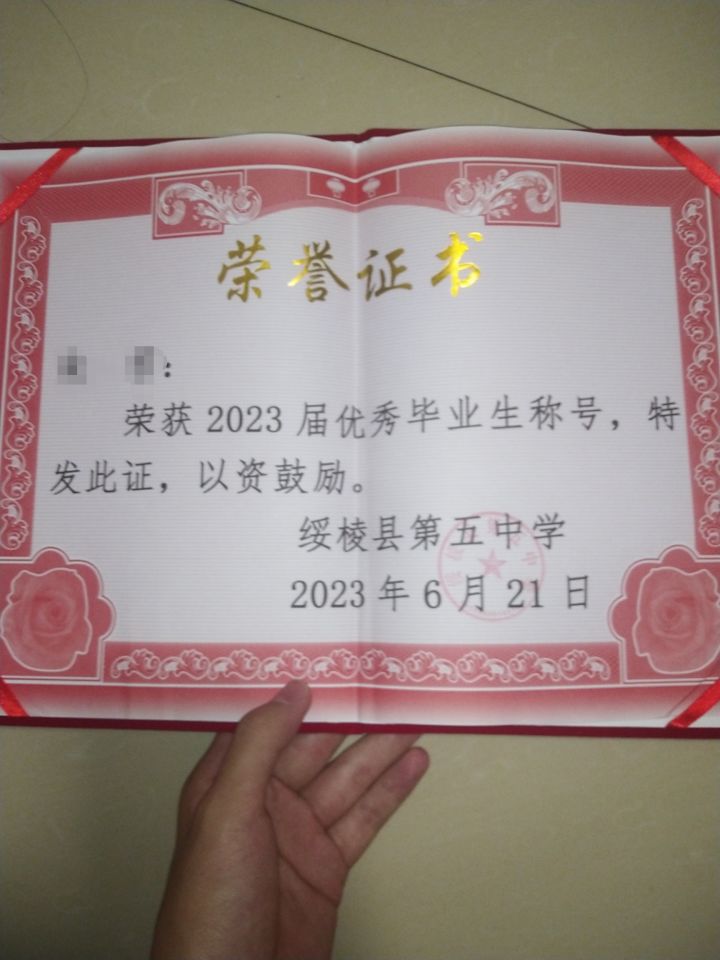 荣誉证书
：
荣获 2023 届优秀毕业生称号，特
发此证，以资鼓励。
绥棱县第五中学
2023 年 6 月 21 日